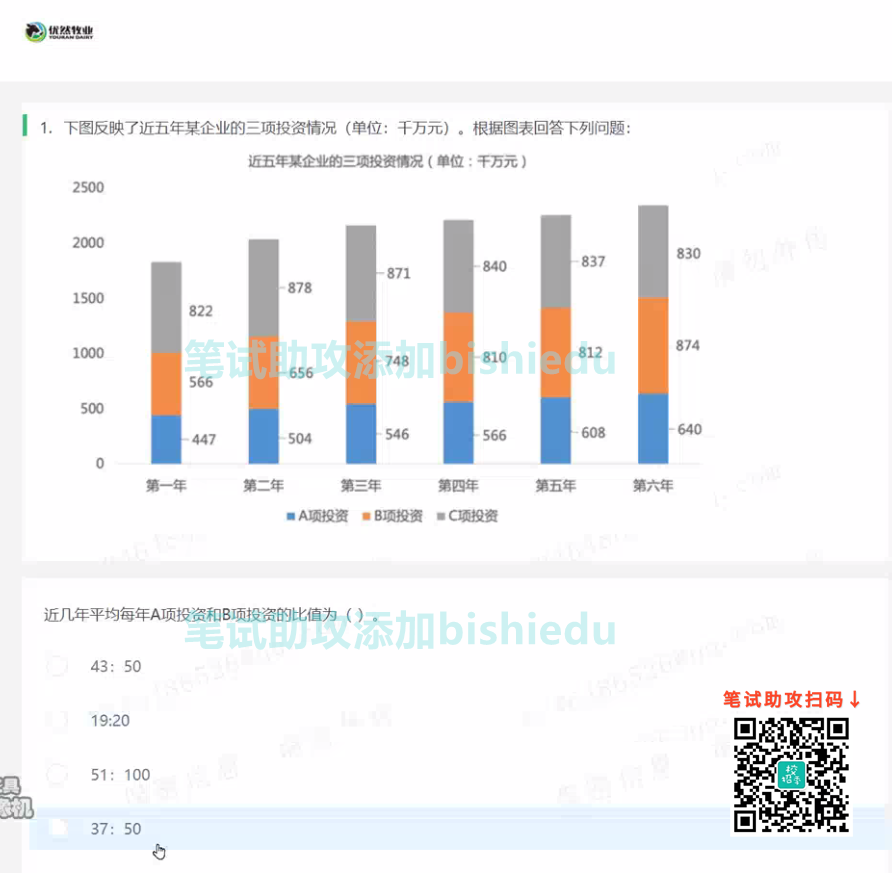 优然牧业
YOURAN DAIRY
1. 下图反映了近五年某企业的三项投资情况（单位：千万元）。根据图表回答下列问题：
近五年某企业的三项投资情况（单位：千万元）
2500
2000
1500
1000
500
0
822
566
447
878
656
504
871
748
546
840
810
566
837
812
608
830
874
640
第一年 第二年 第三年 第四年 第五年 第六年
A项投资 B项投资 C项投资
笔试助攻添加bishiedu
近几年平均每年A项投资和B项投资的比值为（ ）。
笔试助攻添加bishiedu
43：50
19:20
51：100
37：50
笔试助攻扫码↓